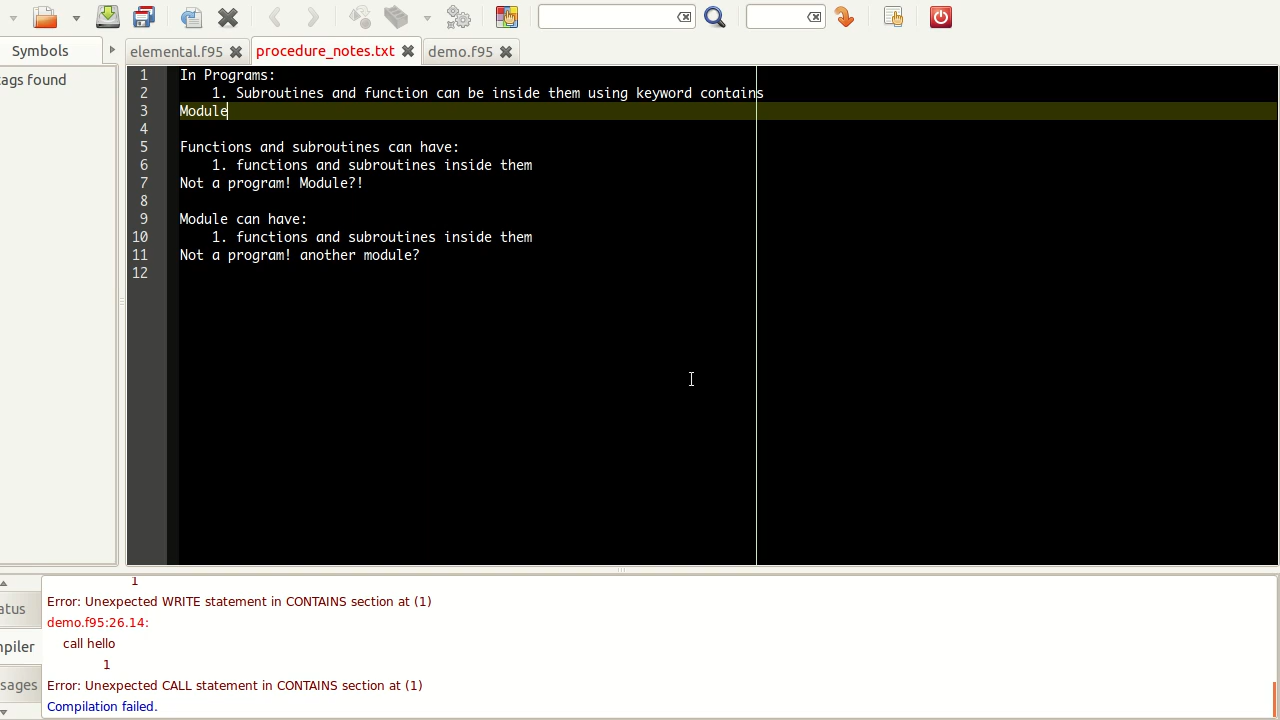 Symbols
elemental.f95
procedure_notes.txt
demo.f95
ags found
1 In Programs:
2 1. Subroutines and function can be inside them using keyword contains
3 Module
4
5 Functions and subroutines can have:
6 1. functions and subroutines inside them
7 Not a program! Module?!
8
9 Module can have:
10 1. functions and subroutines inside them
11 Not a program! another module?
12
1
atus
Error: Unexpected WRITE statement in CONTAINS section at (1)
demo.f95:26.14:
npiler
call hello
1
sages
Error: Unexpected CALL statement in CONTAINS section at (1)
Compilation failed.